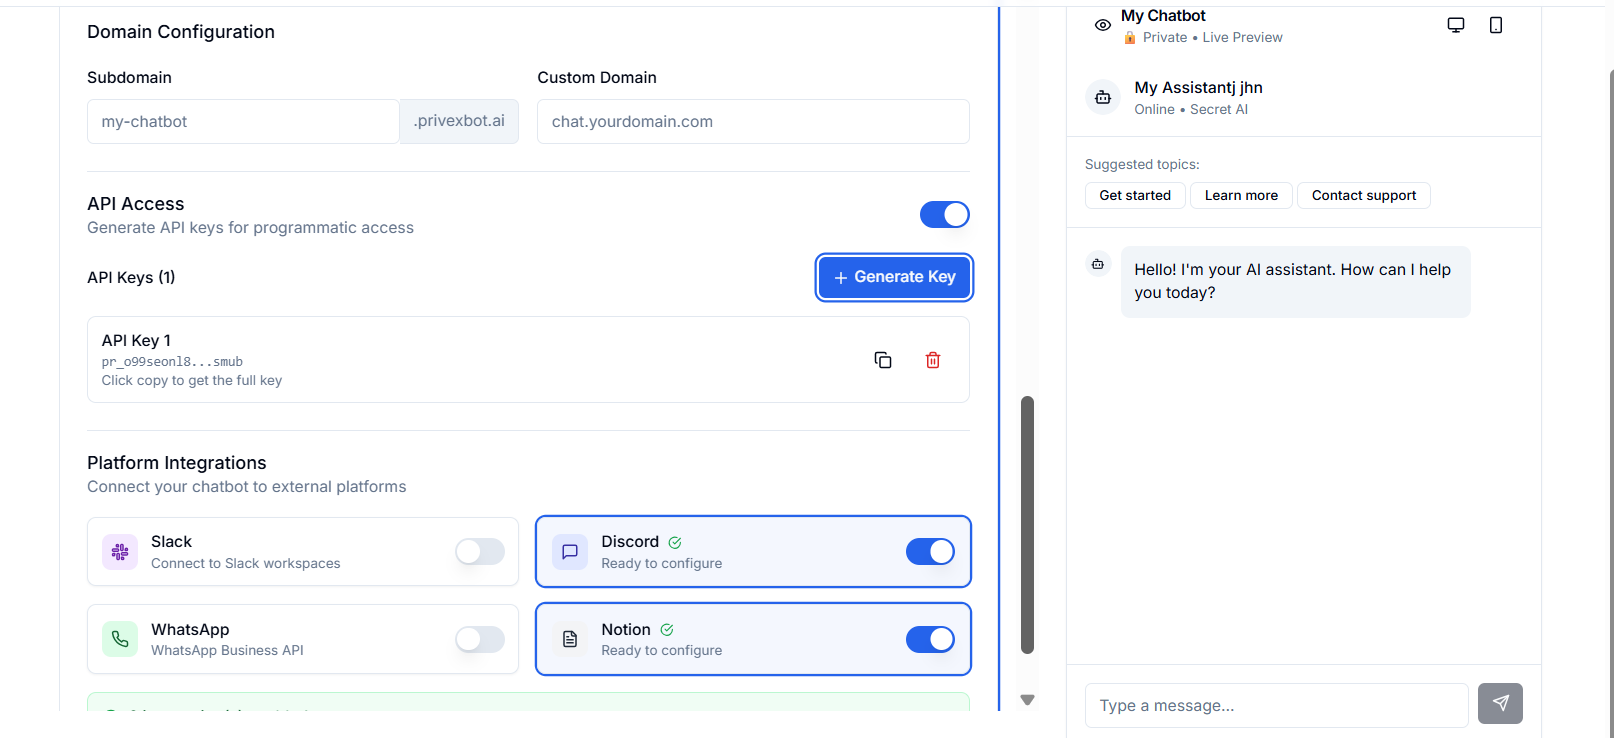 Domain Configuration
Subdomain
my-chatbot
.privexbot.ai
Custom Domain
chat.yourdomain.com
API Access
Generate API keys for programmatic access
API Keys (1)
Generate Key
API Key 1
pr_o99seonl8...smub
Click copy to get the full key
Platform Integrations
Connect your chatbot to external platforms
Slack
Connect to Slack workspaces
Discord
Ready to configure
WhatsApp
WhatsApp Business API
Notion
Ready to configure
My Chatbot
Private • Live Preview
My Assistantj jhn
Online • Secret AI
Suggested topics:
Get started
Learn more
Contact support
Hello! I'm your AI assistant. How can I help
you today?
Type a message...